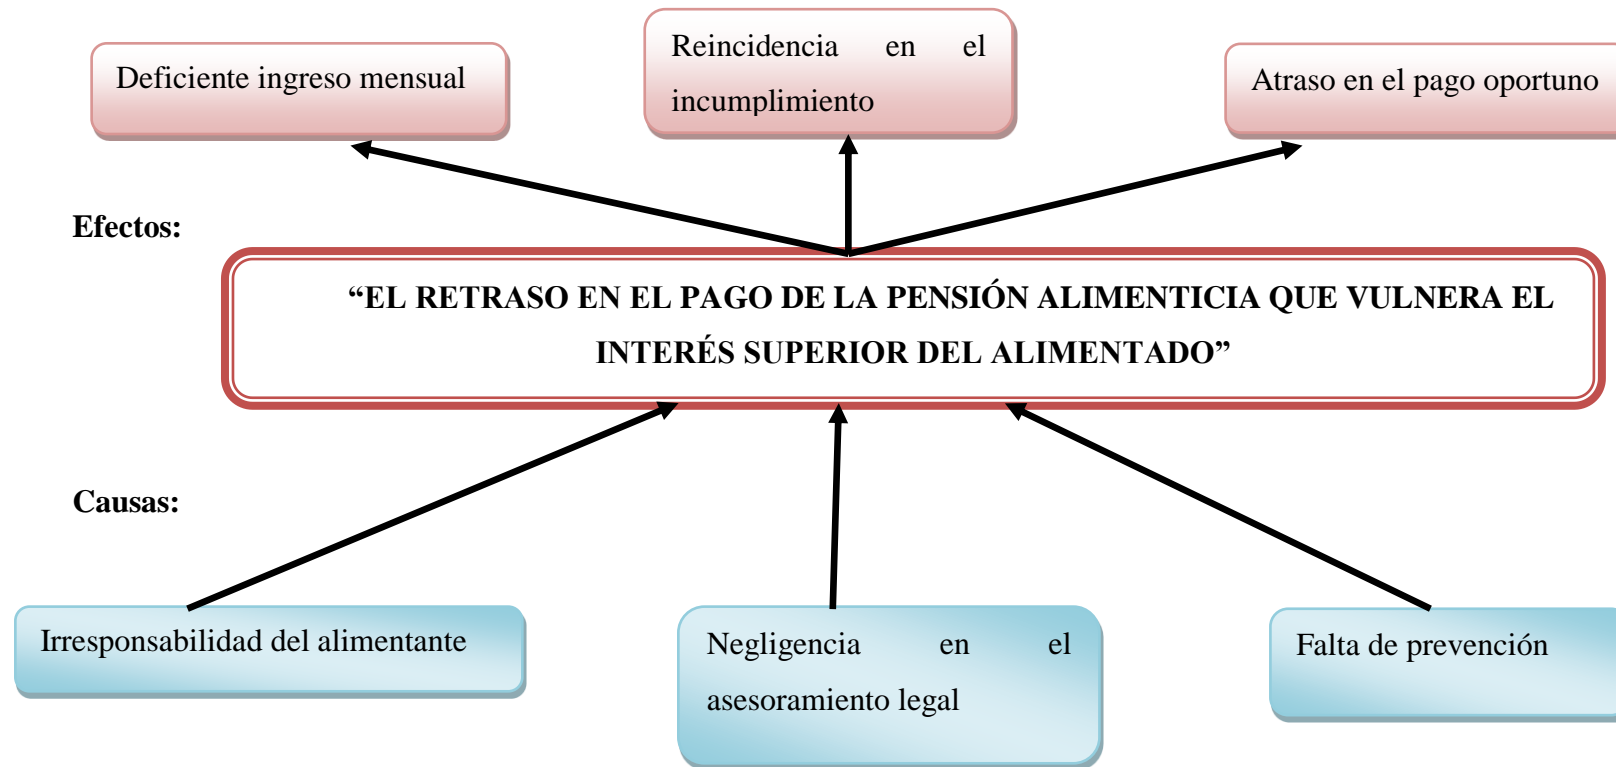 Deficiente ingreso mensual
Reincidencia en el
incumplimiento
Atraso en el pago oportuno
Efectos:
“EL RETRASO EN EL PAGO DE LA PENSIÓN ALIMENTICIA QUE VULNERA EL
INTERÉS SUPERIOR DEL ALIMENTADO”
Causas:
Irresponsabilidad del alimentante
Negligencia en el
asesoramiento legal
Falta de prevención